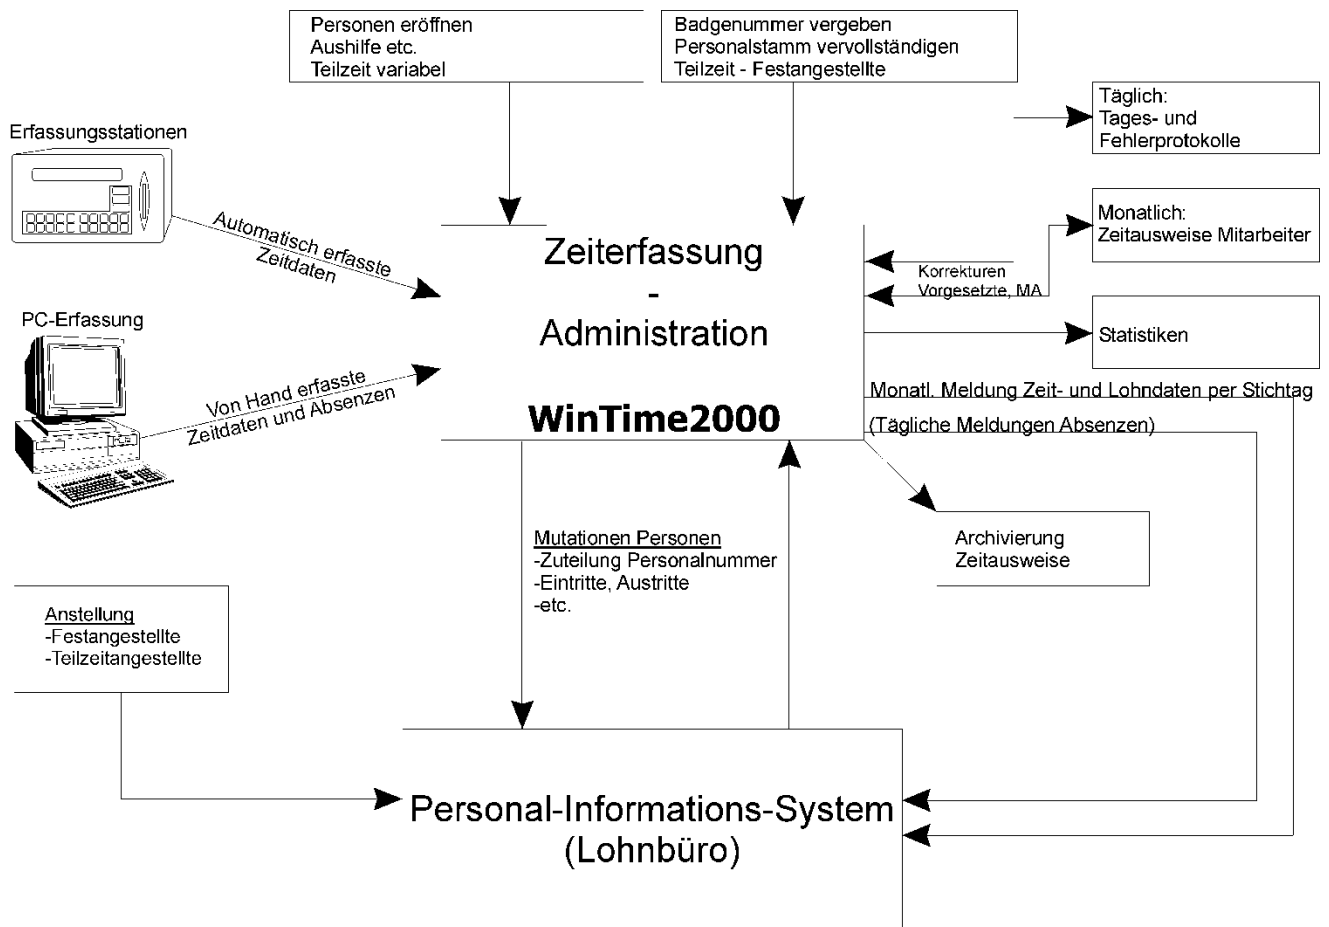 Personen eröffnen
Aushilfe etc.
Teilzeit variabel
Badgenummer vergeben
Personalstamm vervollständigen
Teilzeit - Festangestellte
Täglich:
Tages- und
Fehlerprotokolle
Erfassungsstationen
Automatisch erfasste
Zeitdaten
Zeiterfassung
-
Administration
WinTime2000
Monatlich:
Zeitausweise Mitarbeiter
Korrekturen
Vorgesetzte, MA
PC-Erfassung
Von Hand erfasste
Zeitdaten und Absenzen
Statistiken
Monatl. Meldung Zeit- und Lohndaten per Stichtag
(Tägliche Meldungen Absenzen)
Mutationen Personen
-Zuteilung Personalnummer
-Eintritte, Austritte
-etc.
Archivierung
Zeitausweise
Anstellung
-Festangestellte
-Teilzeitangestellte
Personal-Informations-System
(Lohnbüro)